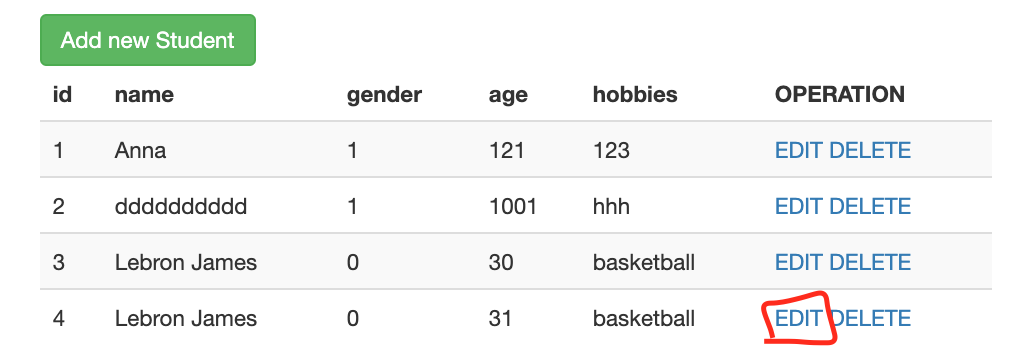 Add new Student
id name gender age hobbies OPERATION
1 Anna 1 121 123 EDIT DELETE
2 dddddddddd 1 1001 hhh EDIT DELETE
3 Lebron James 0 30 basketball EDIT DELETE
4 Lebron James 0 31 basketball EDIT DELETE